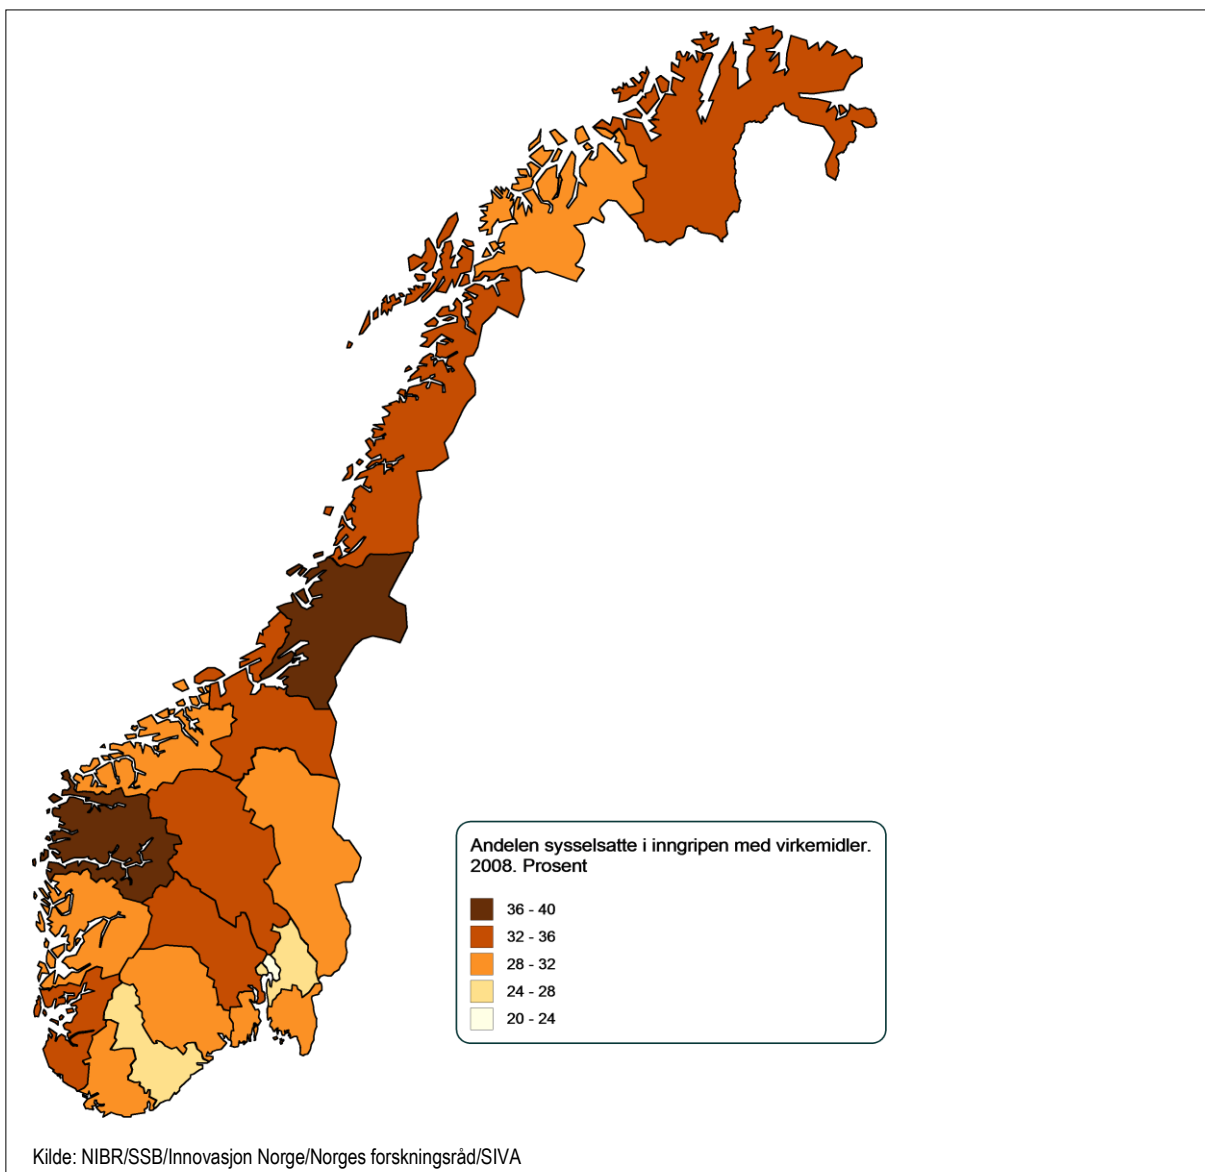 Andelen sysselsatte i inngripen med virkemidler.
2008. Prosent
36 - 40
32 - 36
28 - 32
24 - 28
20 - 24
Kilde: NIBR/SSB/Innovasjon Norge/Norges forskningsråd/SIVA